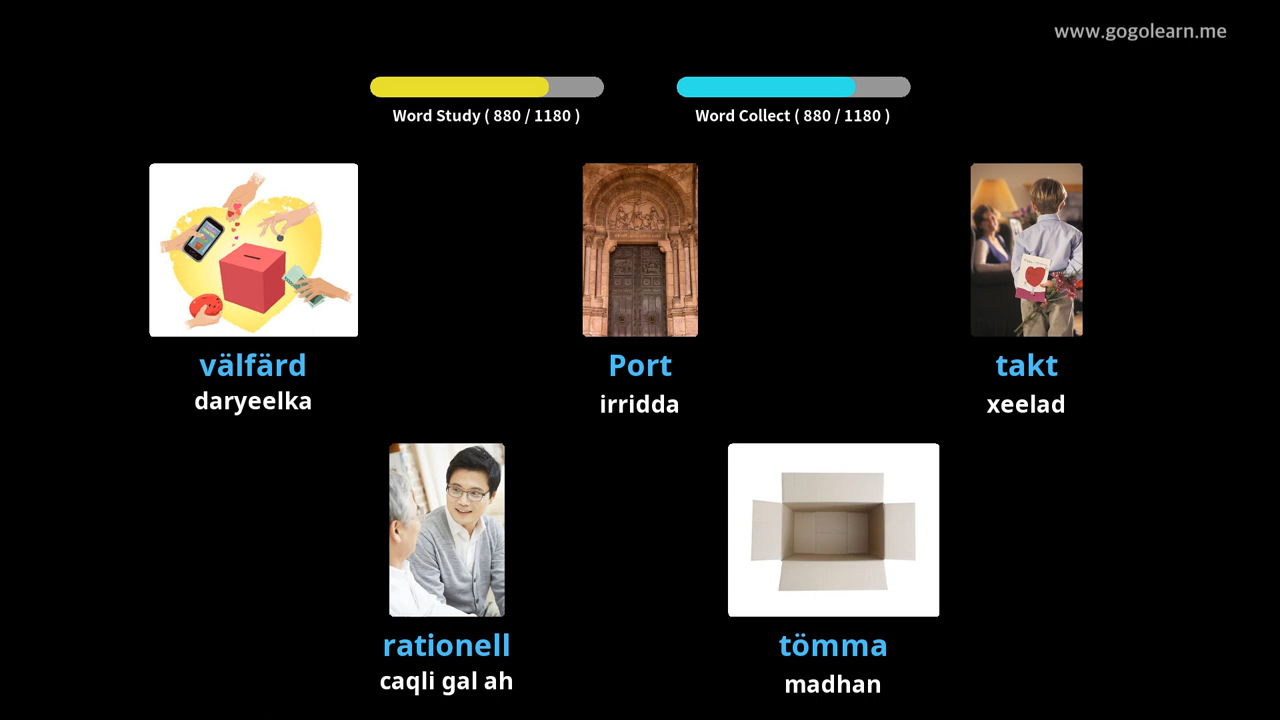 www.gogolearn.me
Word Study ( 880 / 1180 )
Word Collect ( 880 / 1180 )
välfärd
daryeelka
Port
irridda
takt
xeelad
rationell
caqli gal ah
tömma
madhan